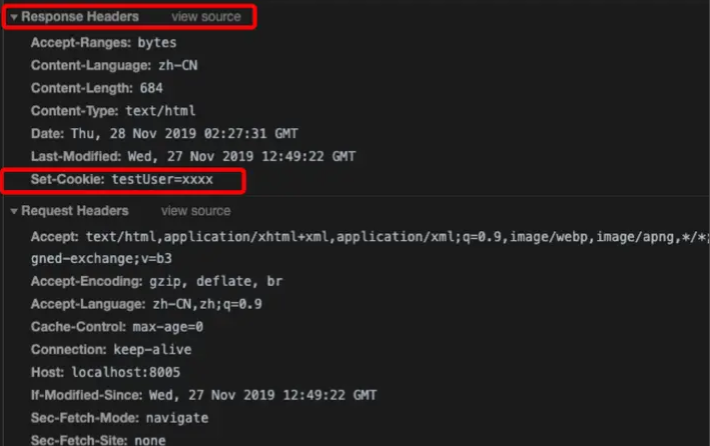 Response Headers view source
Accept-Ranges: bytes
Content-Language: zh-CN
Content-Length: 684
Content-Type: text/html
Date: Thu, 28 Nov 2019 02:27:31 GMT
Last-Modified: Wed, 27 Nov 2019 12:49:22 GMT
Set-Cookie: testUser=xxxx
Request Headers view source
Accept: text/html,application/xhtml+xml,application/xml;q=0.9,image/webp,image/apng,*/*;
gned-exchange;v=b3
Accept-Encoding: gzip, deflate, br
Accept-Language: zh-CN,zh;q=0.9
Cache-Control: max-age=0
Connection: keep-alive
Host: localhost:8005
If-Modified-Since: Wed, 27 Nov 2019 12:49:22 GMT
Sec-Fetch-Mode: navigate
Sec-Fetch-Site: none